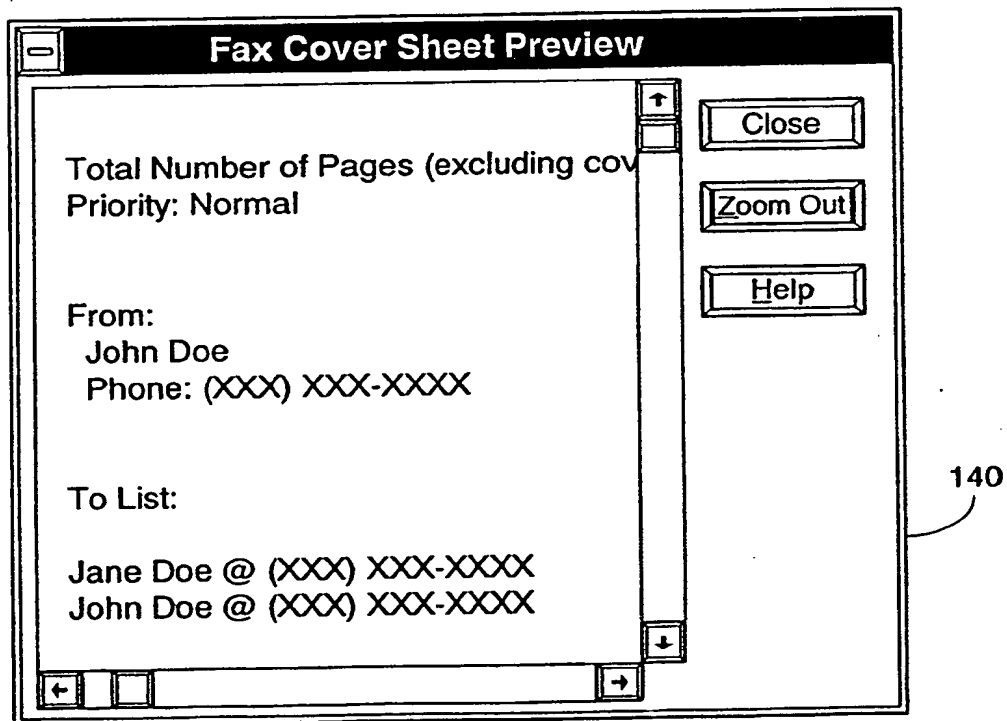 Fax Cover Sheet Preview
Total Number of Pages (excluding cov
Priority: Normal
From:
John Doe
Phone: (XXX) XXX-XXXX
To List:
Jane Doe @ (XXX) XXX-XXXX
John Doe @ (XXX) XXX-XXXX
Close
Zoom Out
Help
140